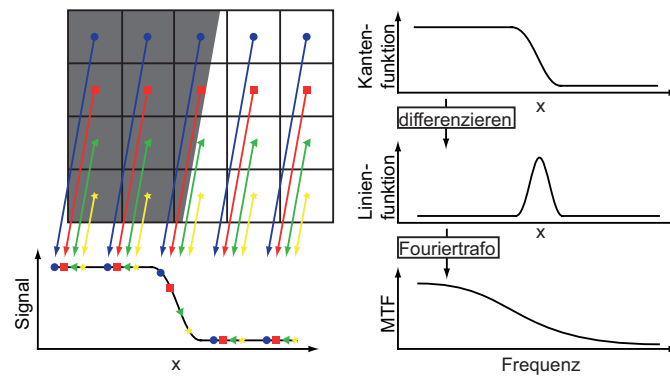 Signal
x
Kanten-
funktion
x
differenzieren
Linien-
funktion
x
Fouriertrafo
MTF
Frequenz